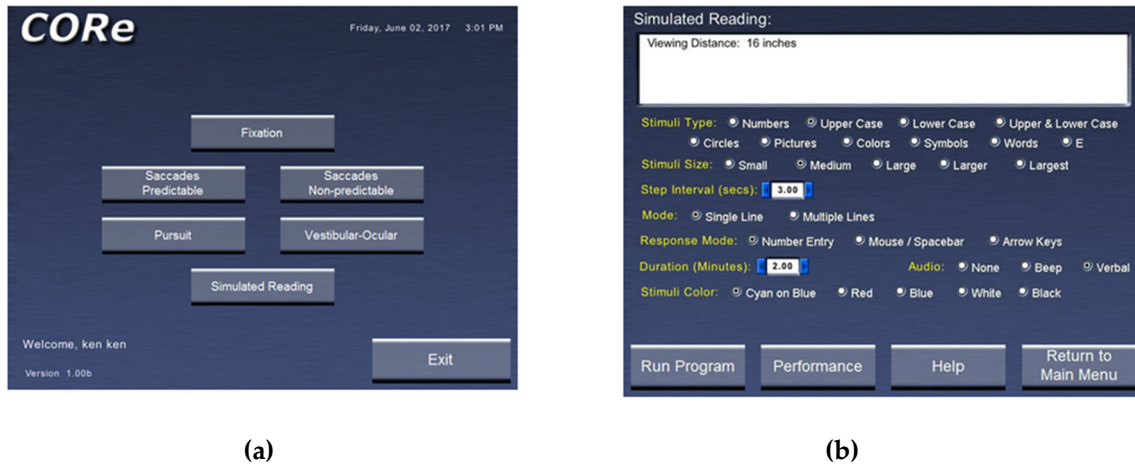 CORe
Friday, June 02, 2017 3:01 PM
Fixation
Saccades Predictable
Saccades Non-predictable
Pursuit
Vestibular-Ocular
Simulated Reading
Welcome, ken ken
Exit
Version 1.00b
(a)
Simulated Reading:
Viewing Distance: 16 inches
Stimuli Type: Numbers Upper Case Lower Case Upper & Lower Case
Circles Pictures Colors Symbols Words E
Stimuli Size: Small Medium Large Larger Largest
Step Interval (secs): 3.00
Mode: Single Line Multiple Lines
Response Mode: Number Entry Mouse / Spacebar Arrow Keys
Duration (Minutes): 2.00 Audio: None Beep Verbal
Stimuli Color: Cyan on Blue Red Blue White Black
Run Program
Performance
Help
Return to Main Menu
(b)